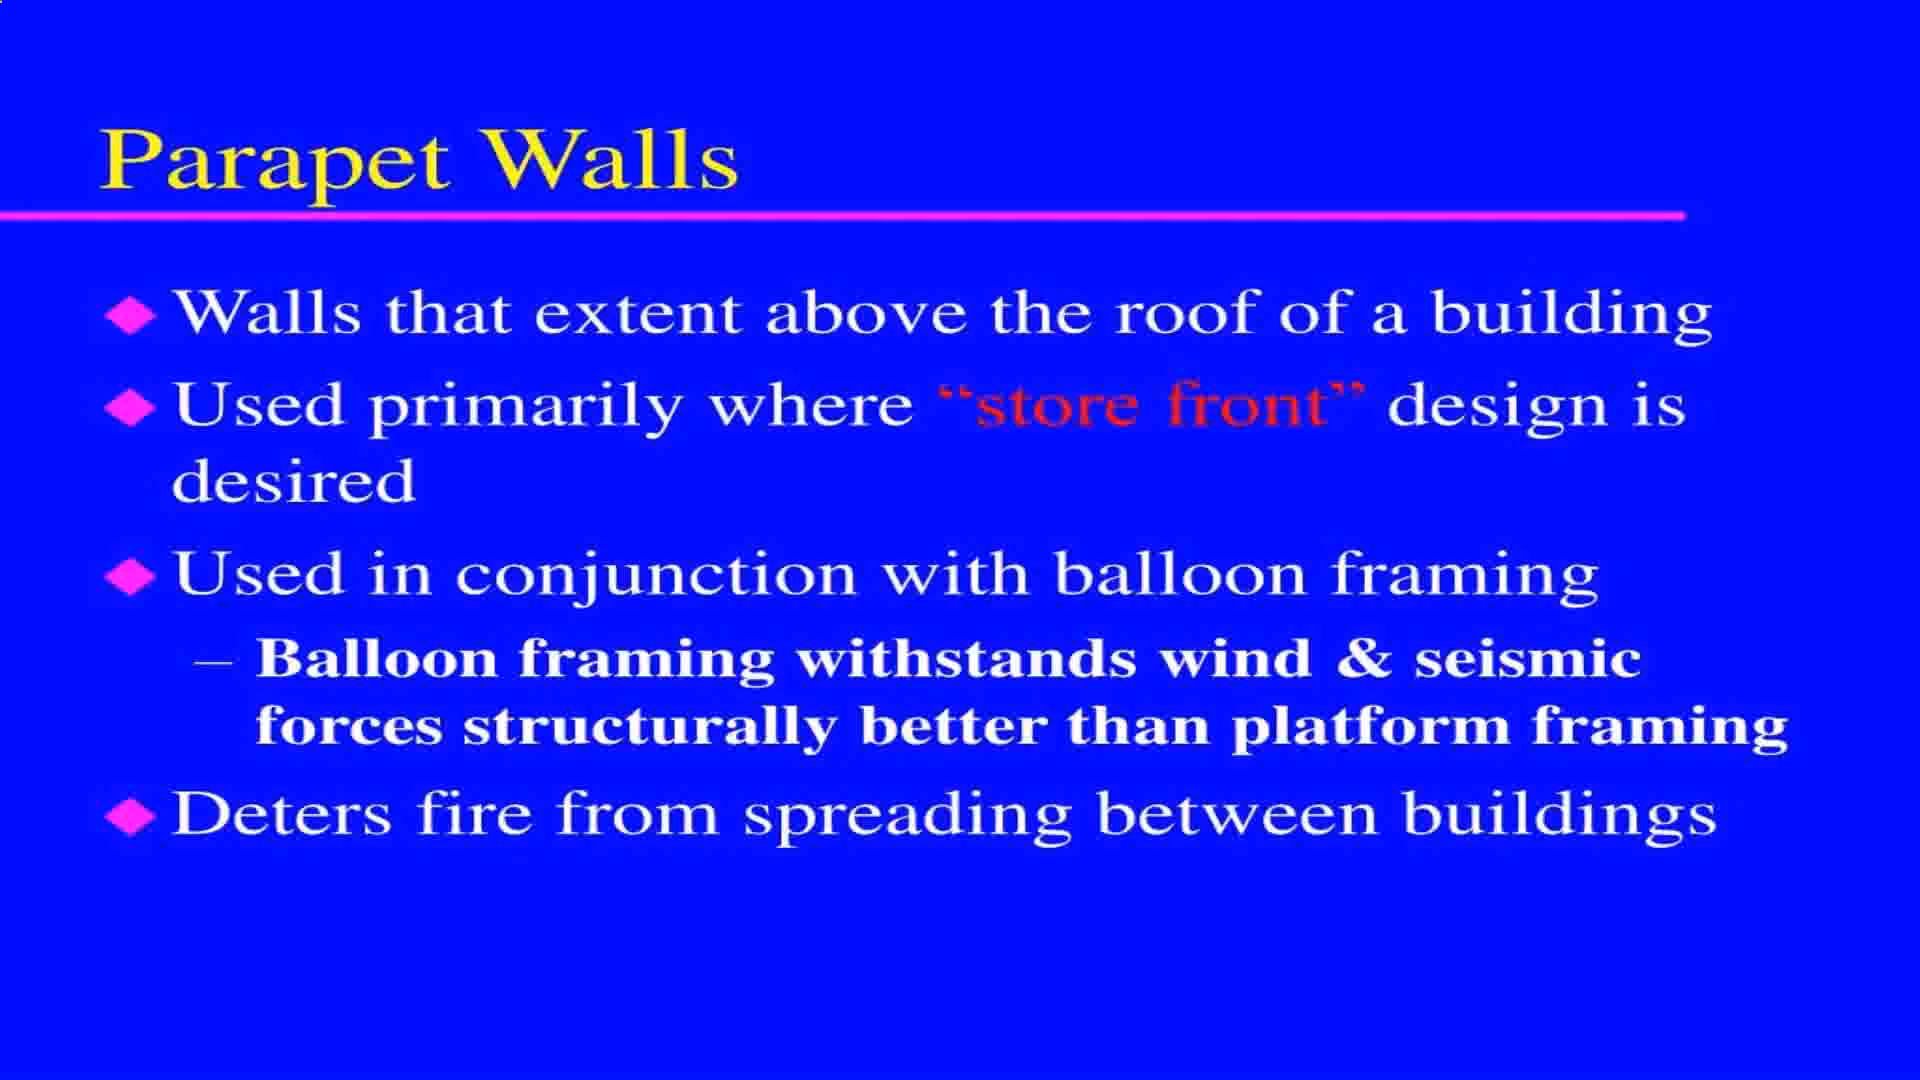 Parapet Walls
Walls that extent above the roof of a building
Used primarily where “store front” design is
desired
Used in conjunction with balloon framing
– Balloon framing withstands wind & seismic
forces structurally better than platform framing
Deters fire from spreading between buildings